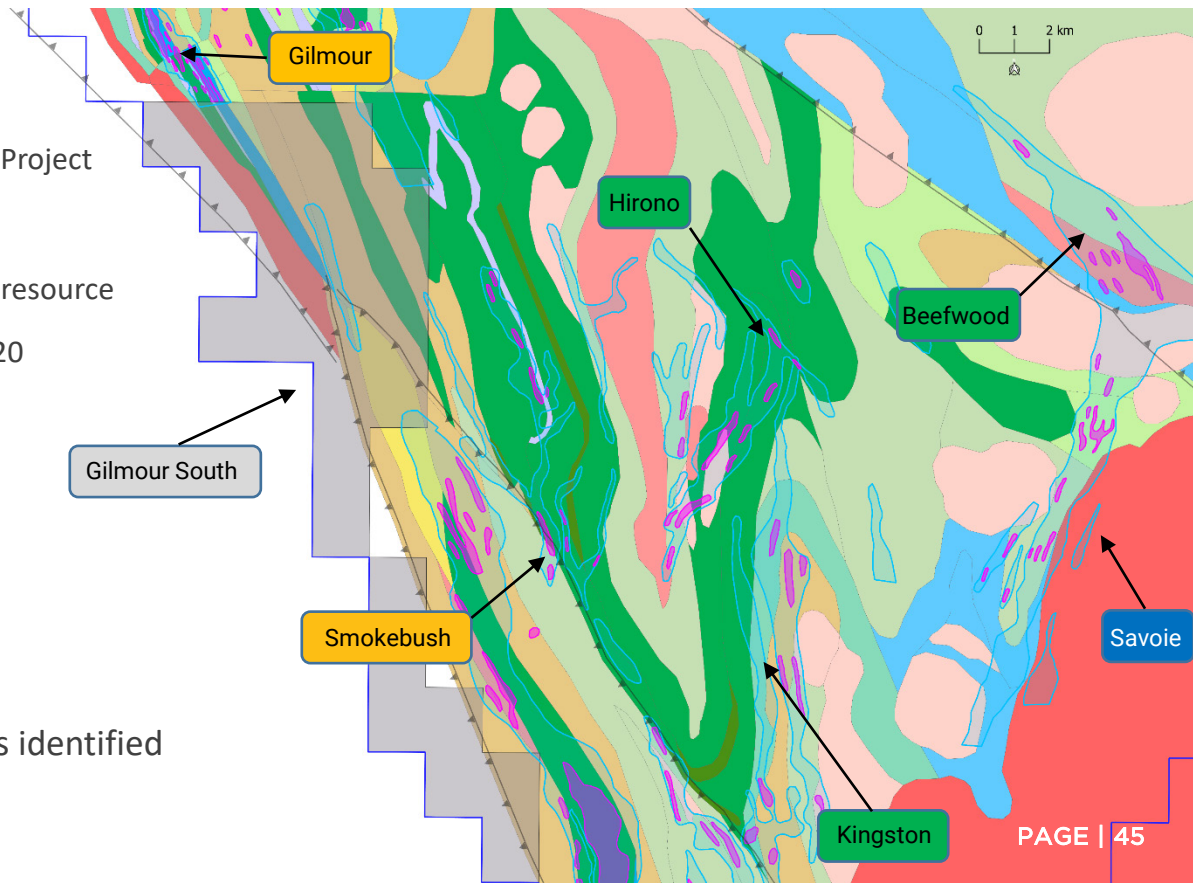 0 1 2 km
Gilmour
Project
Hirono
resource
Beefwood
20
Gilmour South
Smokebush
Savoie
s identified
Kingston
PAGE | 45